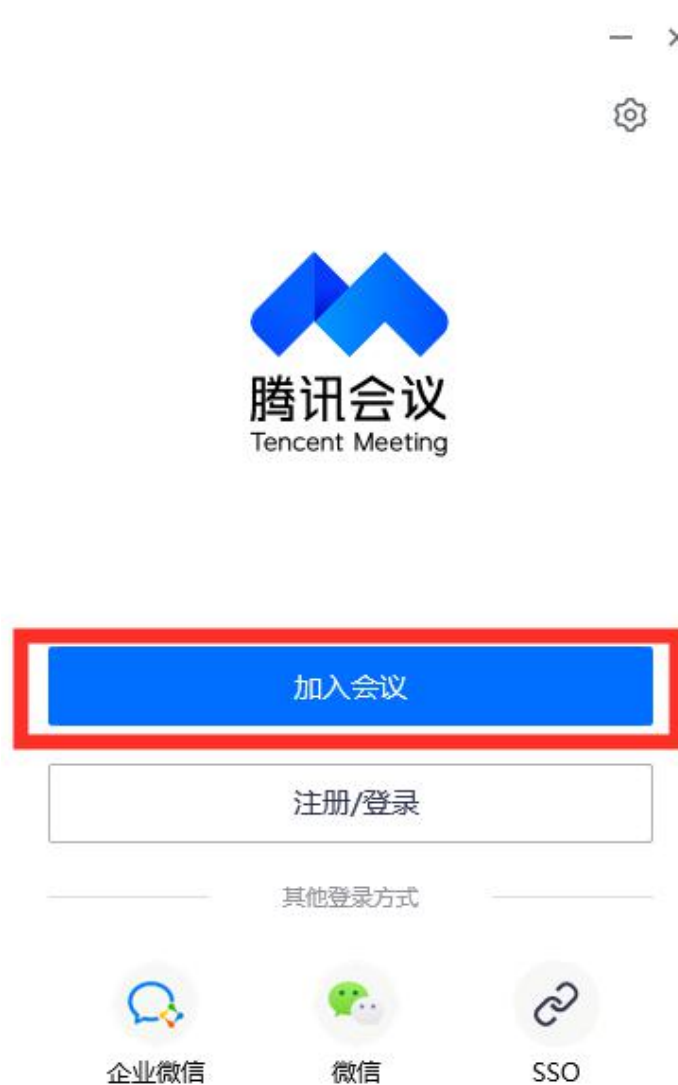 腾讯会议
Tencent Meeting
加入会议
注册/登录
其他登录方式
企业微信
微信
SSO